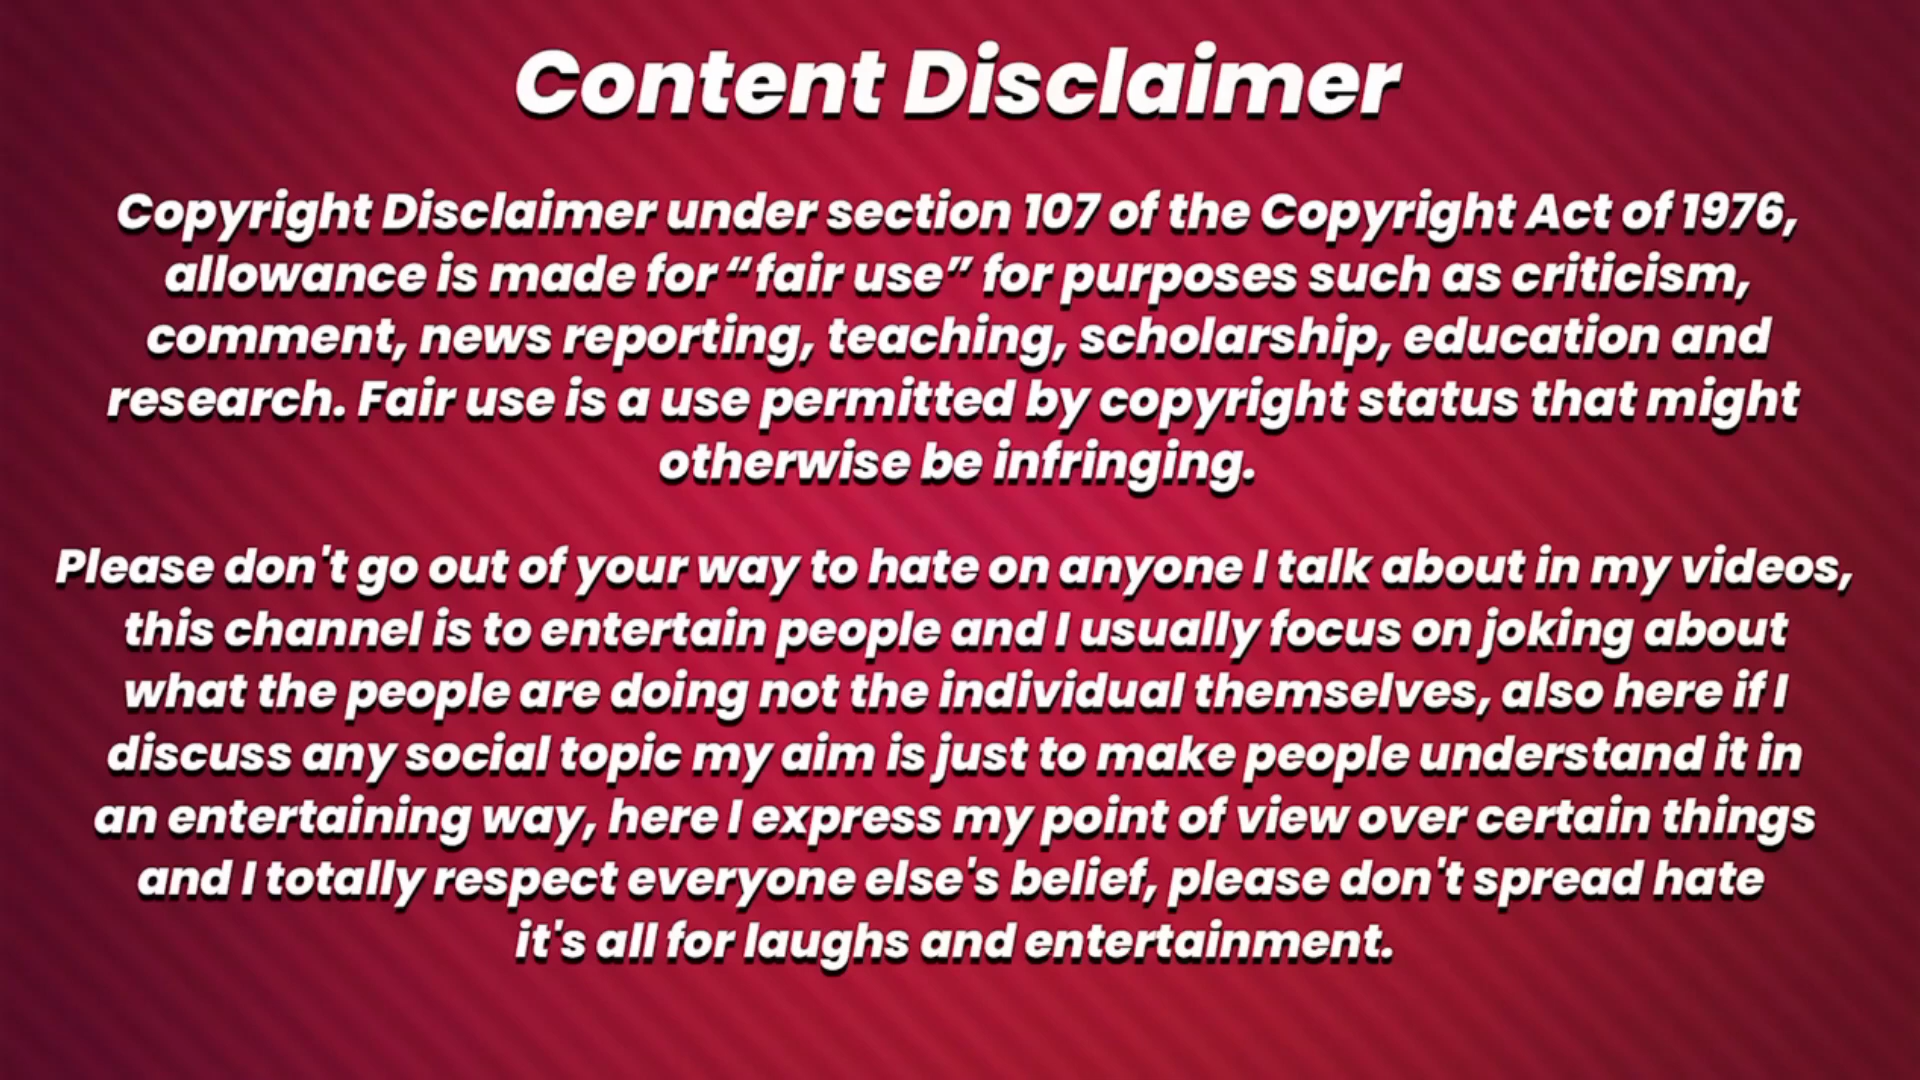 Content Disclaimer
Copyright Disclaimer under section 107 of the Copyright Act of 1976,
allowance is made for “fair use” for purposes such as criticism,
comment, news reporting, teaching, scholarship, education and
research. Fair use is a use permitted by copyright status that might
otherwise be infringing.
Please don't go out of your way to hate on anyone I talk about in my videos,
this channel is to entertain people and I usually focus on joking about
what the people are doing not the individual themselves, also here if I
discuss any social topic my aim is just to make people understand it in
an entertaining way, here I express my point of view over certain things
and I totally respect everyone else's belief, please don't spread hate
it's all for laughs and entertainment.